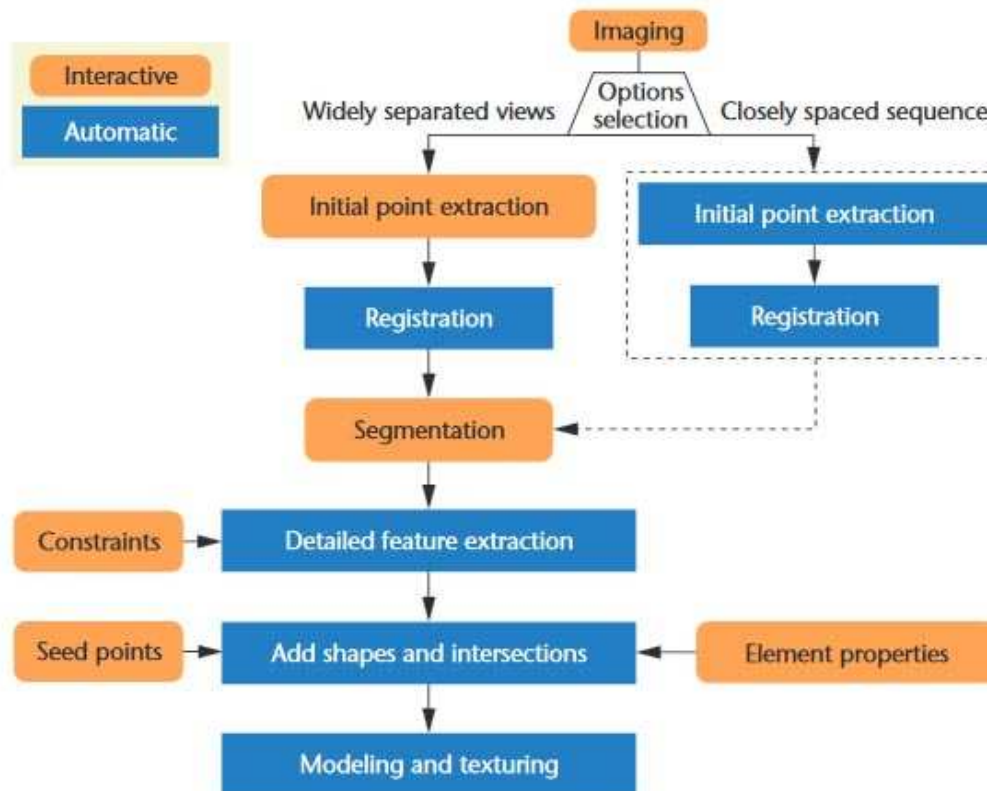 Imaging
Interactive
Automatic
Widely separated views
Options
selection
Closely spaced sequence
Initial point extraction
Initial point extraction
Registration
Registration
Segmentation
Constraints
Detailed feature extraction
Seed points
Add shapes and intersections
Element properties
Modeling and texturing